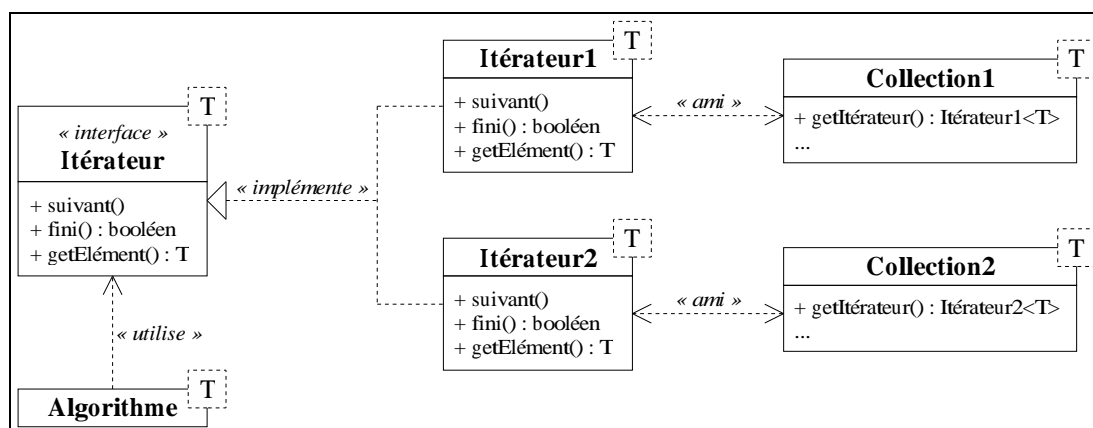 T
« interface »
Itérateur
+ suivant()
+ fini() : booléen
+ getElément() : T
« utilise »
T
Algorithme
« implémente »
T
Itérateur1
+ suivant()
+ fini() : booléen
+ getElément() : T
« ami »
T
Collection1
+ getItérateur() : Itérateur1<T>
...
T
Itérateur2
+ suivant()
+ fini() : booléen
+ getElément() : T
« ami »
T
Collection2
+ getItérateur() : Itérateur2<T>
...